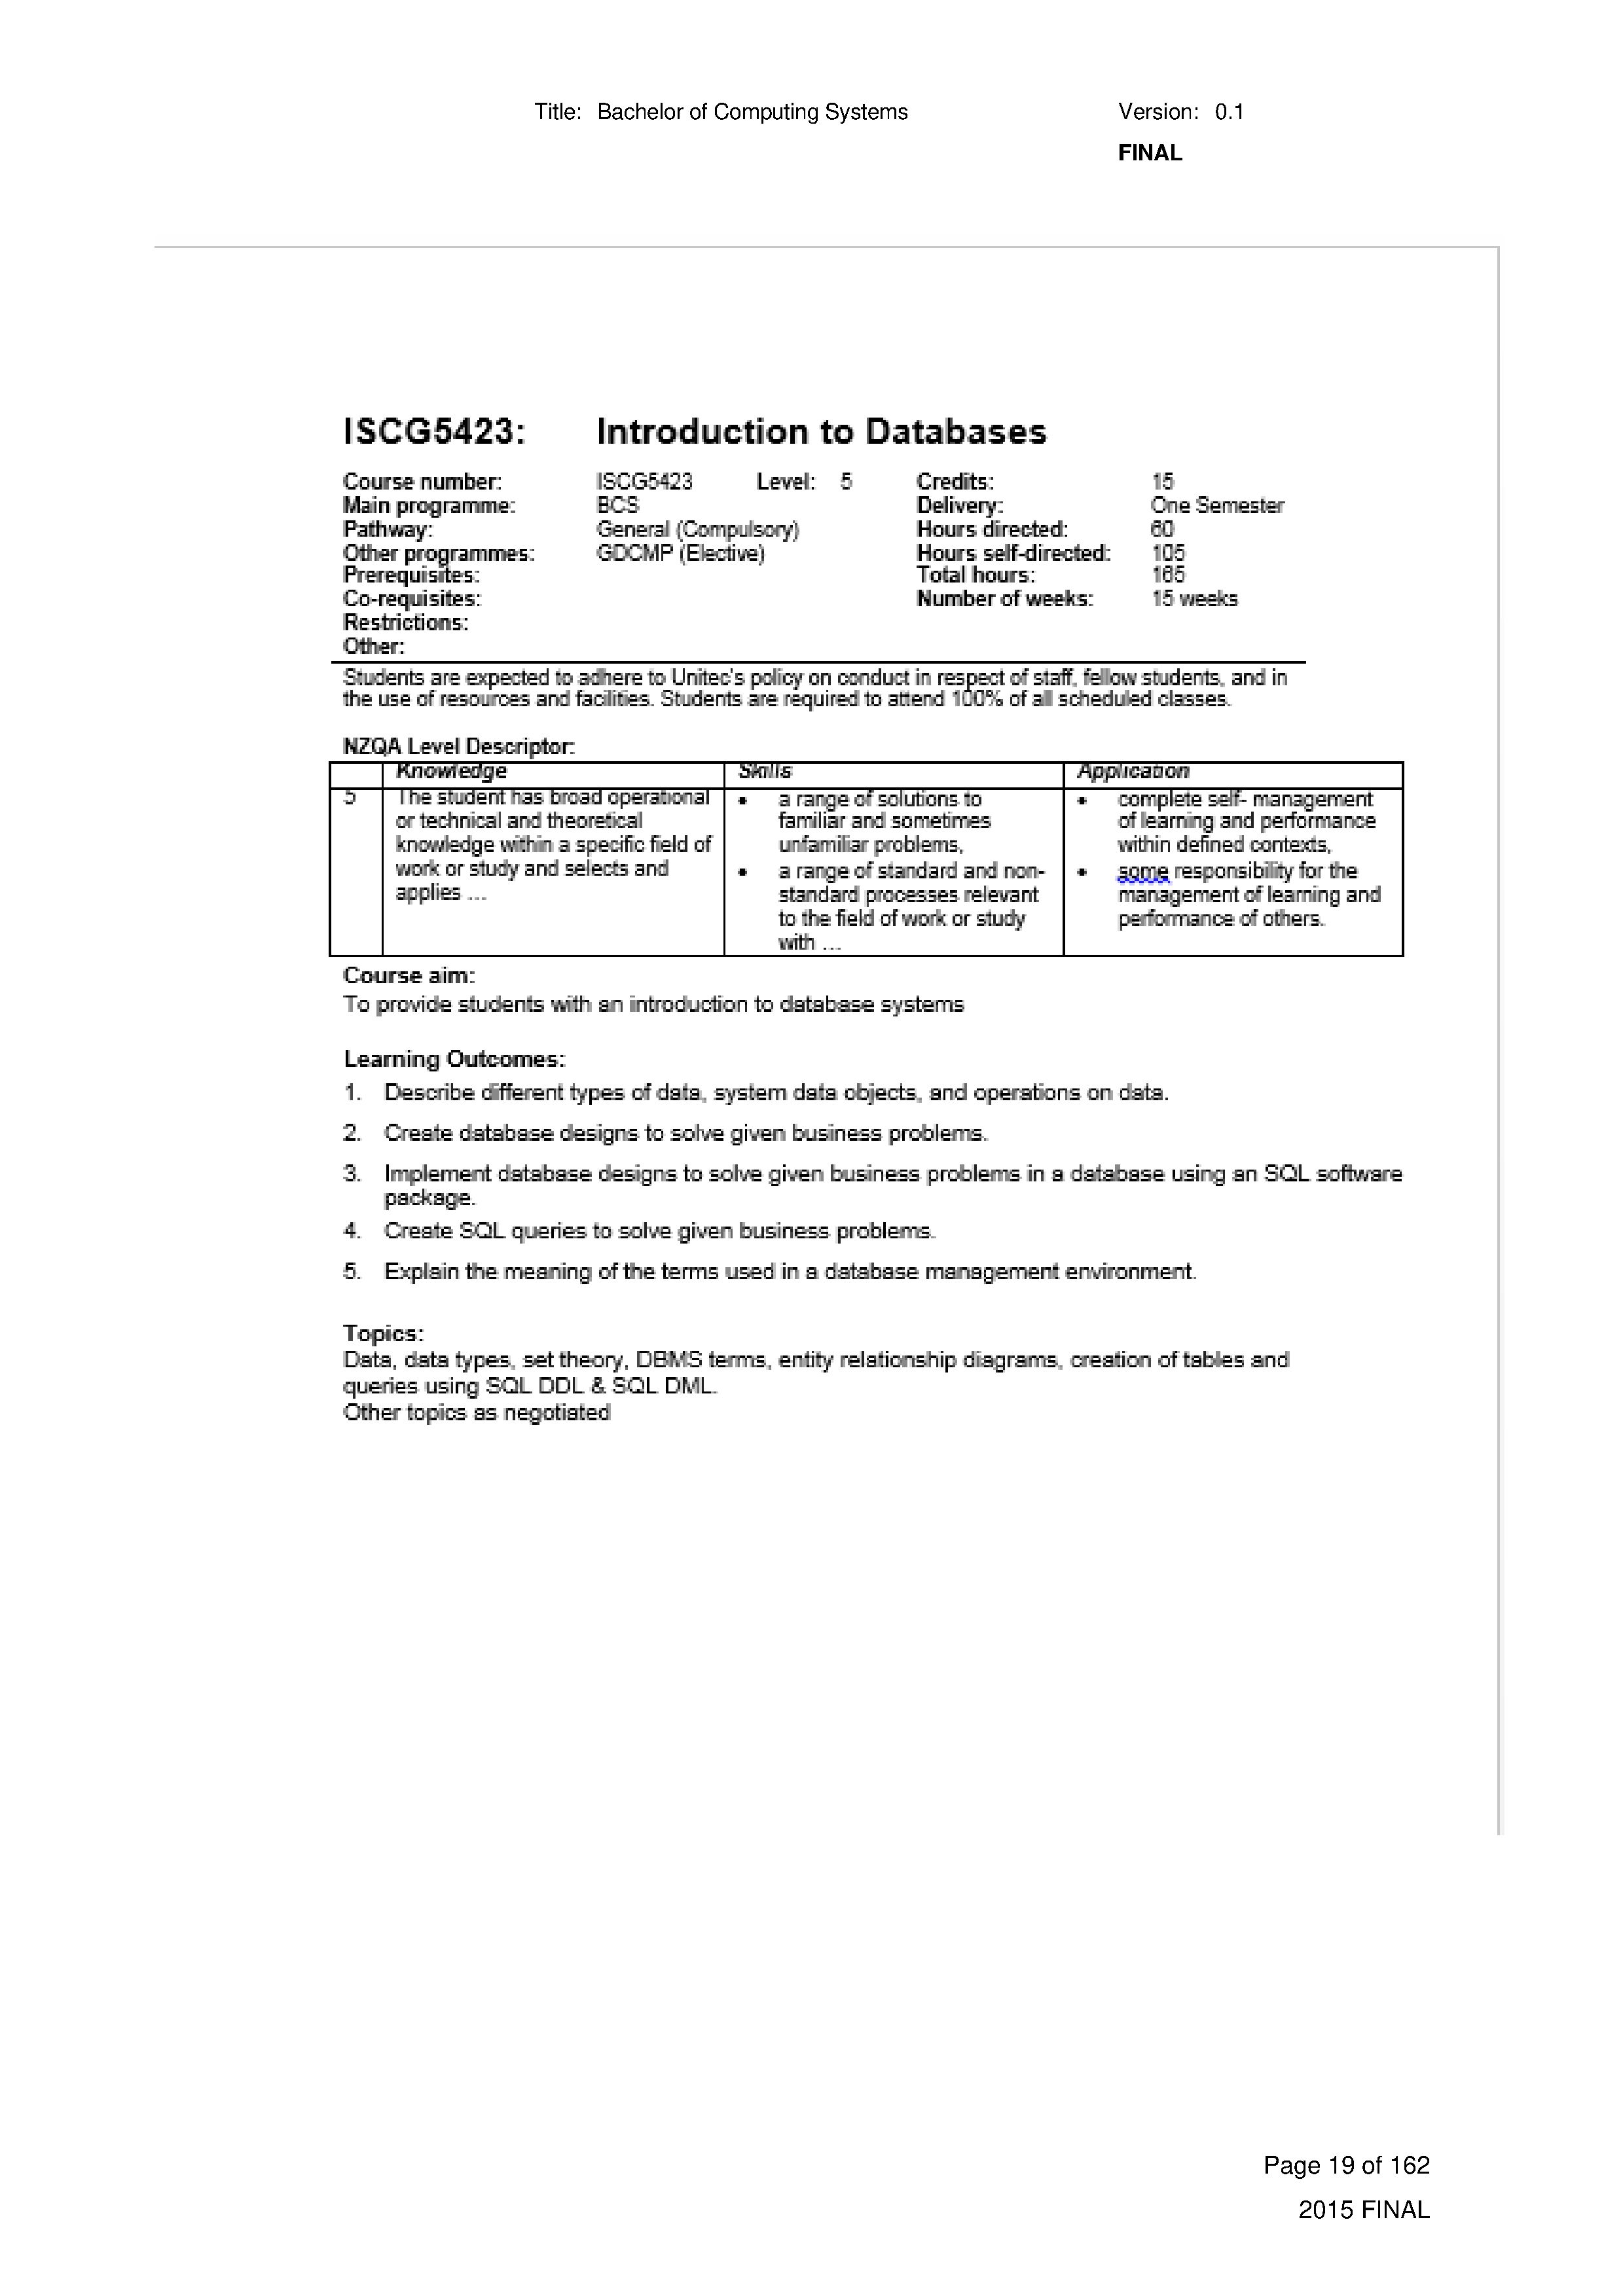 Title: Bachelor of Computing Systems Version: 0.1
FINAL
ISCG5423: Introduction to Databases
Course number: ISCG5423 Level: 5 Credits: 15
Main programme: BCS Delivery: One Semester
Pathway: General (Compulsory) Hours directed: 60
Other programmes: GDCMP (Elective) Hours self-directed: 105
Prerequisites: Total hours: 165
Co-requisites: Number of weeks: 15 weeks
Restrictions:
Other:
Students are expected to adhere to Unitec's policy on conduct in respect of staff, fellow students, and in
the use of resources and facilities. Students are required to attend 100% of all scheduled classes.
NZQA Level Descriptor:
Knowledge Skills Application
5 The student has broad operational
or technical and theoretical
knowledge within a specific field of
work or study and selects and
applies ...
• a range of solutions to
familiar and sometimes
unfamiliar problems,
• a range of standard and non-
standard processes relevant
to the field of work or study
with ...
• complete self- management
of learning and performance
within defined contexts,
• some responsibility for the
management of learning and
performance of others.
Course aim:
To provide students with an introduction to database systems
Learning Outcomes:
1. Describe different types of data, system data objects, and operations on data.
2. Create database designs to solve given business problems.
3. Implement database designs to solve given business problems in a database using an SQL software
package.
4. Create SQL queries to solve given business problems.
5. Explain the meaning of the terms used in a database management environment.
Topics:
Data, data types, set theory, DBMS terms, entity relationship diagrams, creation of tables and
queries using SQL DDL & SQL DML.
Other topics as negotiated
Page 19 of 162
2015 FINAL